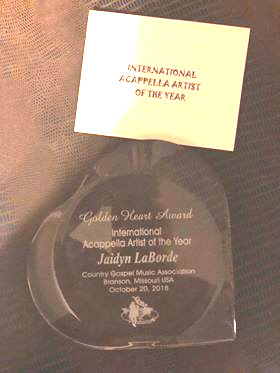 INTERNATIONAL
ACAPPELLA ARTIST
OF THE YEAR
Golden Heart Award
International
Acappella Artist of the Year
Jaidyn LaBorde
Country Gospel Music Association
Branson, Missouri USA
October 20, 2016